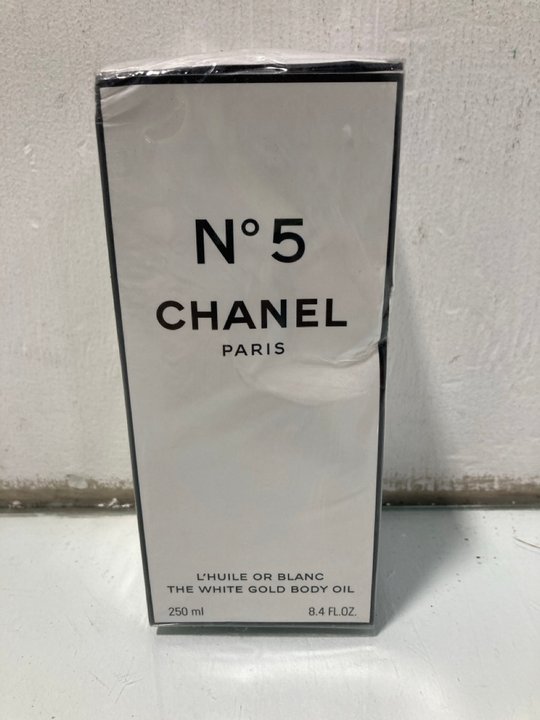 N° 5
CHANEL
PARIS
L'HUILE OR BLANC
THE WHITE GOLD BODY OIL
250 ml 8.4 FL.OZ.